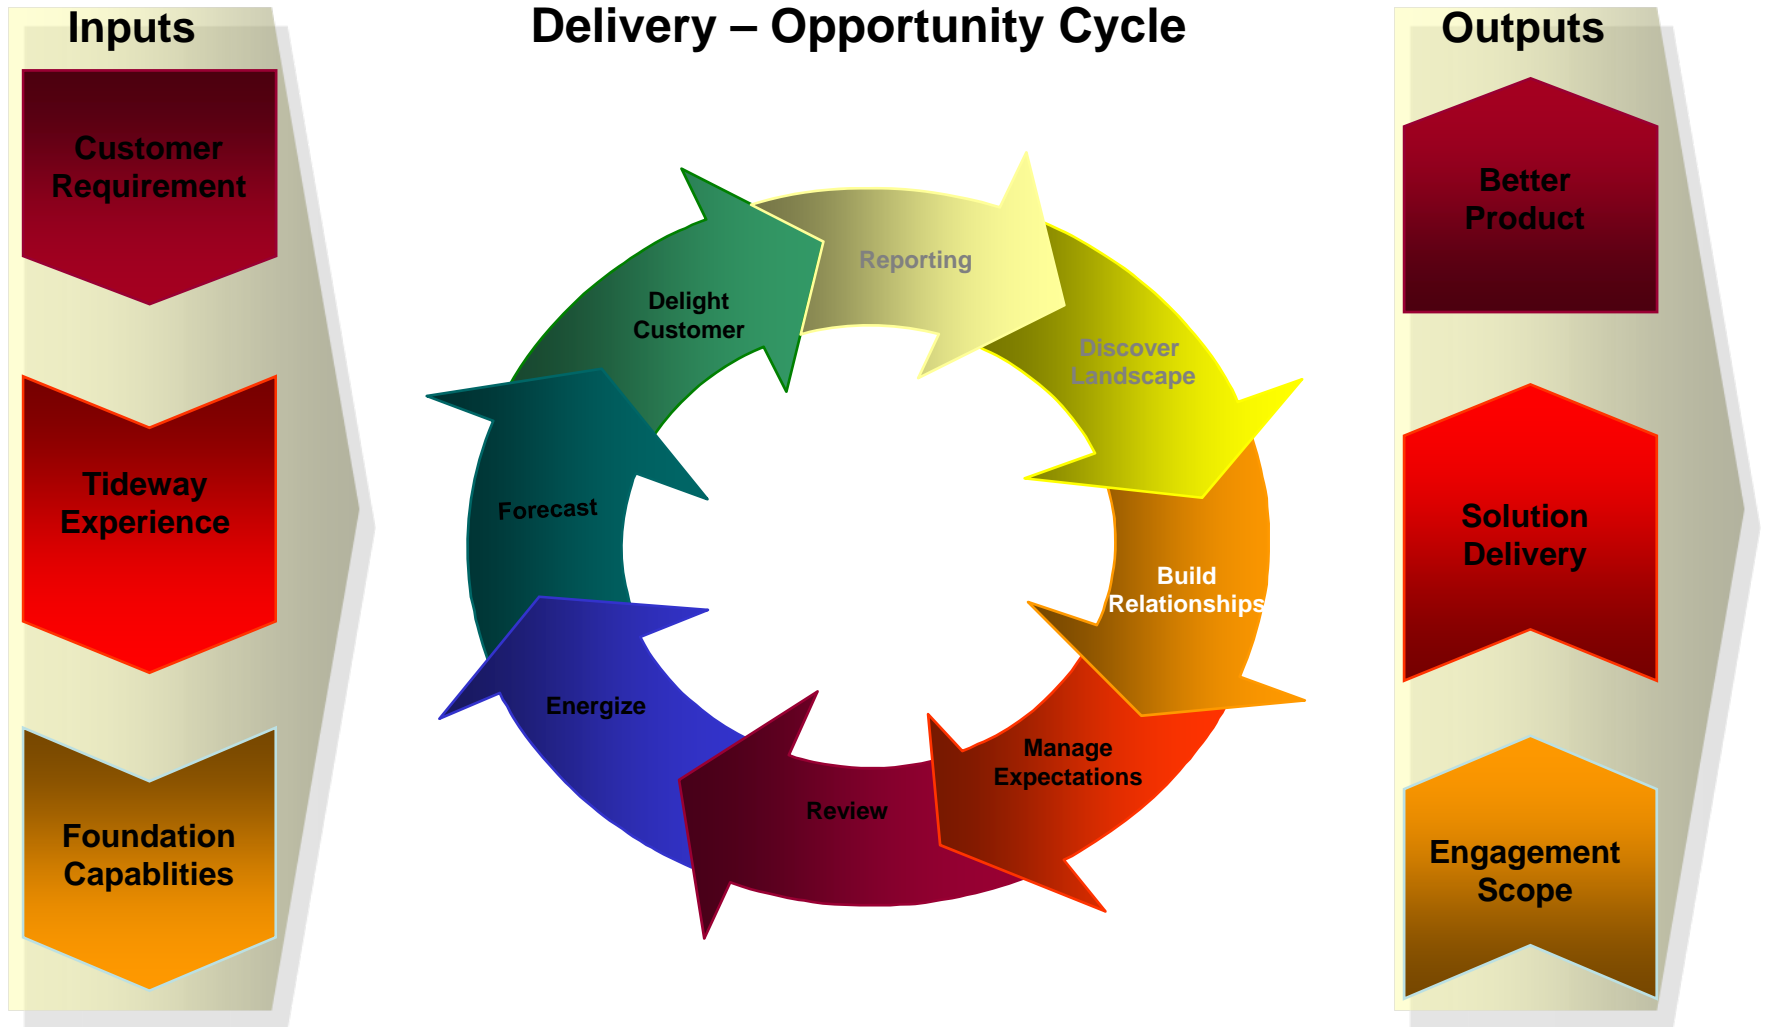 Inputs
Delivery – Opportunity Cycle
Outputs
Customer
Requirement
Tideway
Experience
Foundation
Capablities
Reporting
Discover
Landscape
Build
Relationships
Manage
Expectations
Review
Energize
Forecast
Delight
Customer
Better
Product
Solution
Delivery
Engagement
Scope